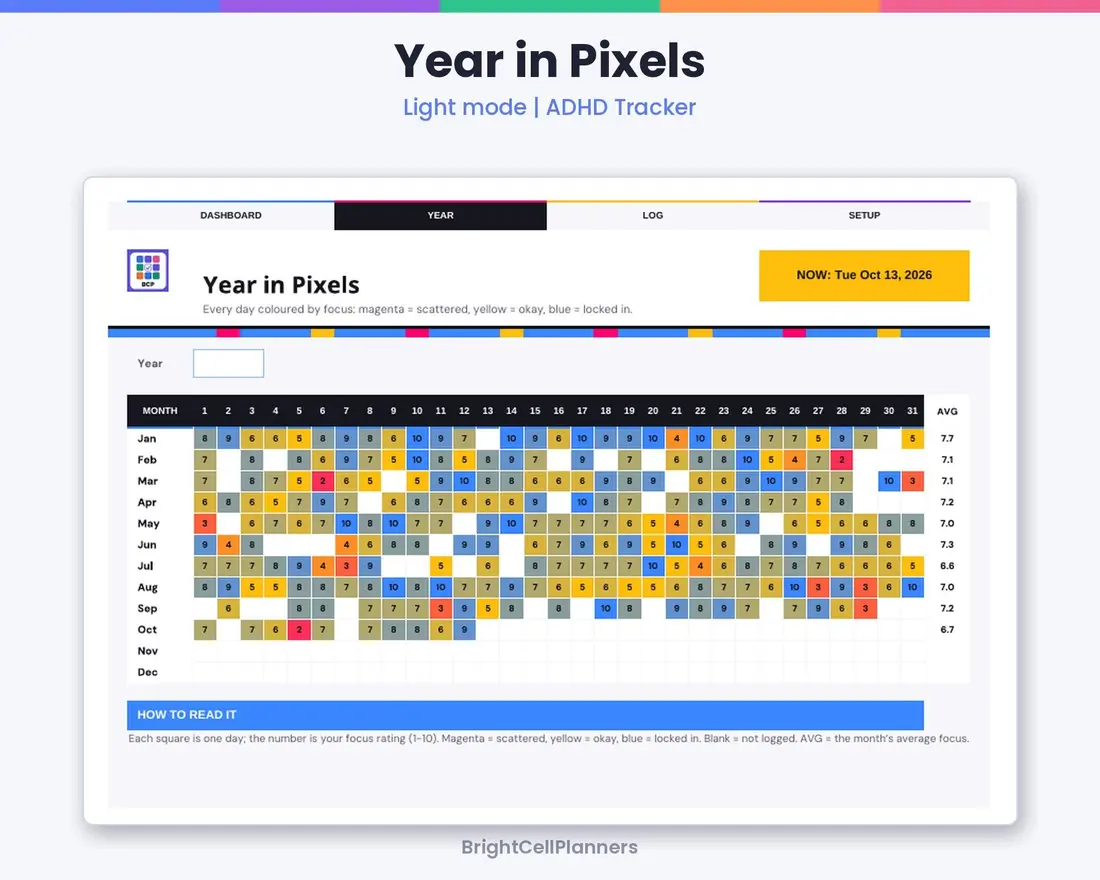 Year in Pixels
Light mode | ADHD Tracker
DASHBOARD YEAR LOG SETUP
BCP
Year in Pixels
NOW: Tue Oct 13, 2026
Every day coloured by focus; magenta = scattered, yellow = okay, blue = locked in.
Year
MONTH 1 2 3 4 5 6 7 8 9 10 11 12 13 14 15 16 17 18 19 20 21 22 23 24 25 26 27 28 29 30 31 AVG
Jan 8 9 6 6 5 8 9 8 6 10 9 7 10 9 6 10 9 9 10 4 10 6 9 7 7 5 9 7 5 7.7
Feb 7 8 8 6 9 7 5 10 8 5 8 9 7 9 7 6 8 8 10 5 4 7 2 7.1
Mar 7 8 7 5 2 6 5 5 9 10 8 8 6 6 6 9 8 9 6 6 9 10 9 7 7 10 3 7.1
Apr 6 8 6 5 7 9 7 6 8 7 6 6 6 9 10 8 7 7 8 9 8 7 7 5 8 7.2
May 3 6 7 6 7 10 8 10 7 7 9 10 7 7 7 7 6 5 4 6 8 9 6 5 6 6 8 8 7.0
Jun 9 4 8 4 6 8 8 9 9 6 7 9 6 9 5 10 5 6 8 9 9 8 6 7.3
Jul 7 7 7 8 9 4 3 9 5 6 8 7 7 7 7 10 5 4 6 8 7 8 7 6 6 6 5 6.6
Aug 8 9 5 5 8 8 7 8 10 8 10 7 7 9 7 6 5 6 5 5 6 8 7 7 6 10 3 9 3 6 10 7.0
Sep 6 8 8 7 7 7 3 9 5 8 8 10 8 9 8 9 7 7 9 6 3 7.2
Oct 7 7 6 2 7 7 8 8 6 9 6.7
Nov
Dec
HOW TO READ IT
Each square is one day; the number is your focus rating (1-10). Magenta = scattered, yellow = okay, blue = locked in. Blank = not logged. AVG = the month's average focus.
BrightCellPlanners